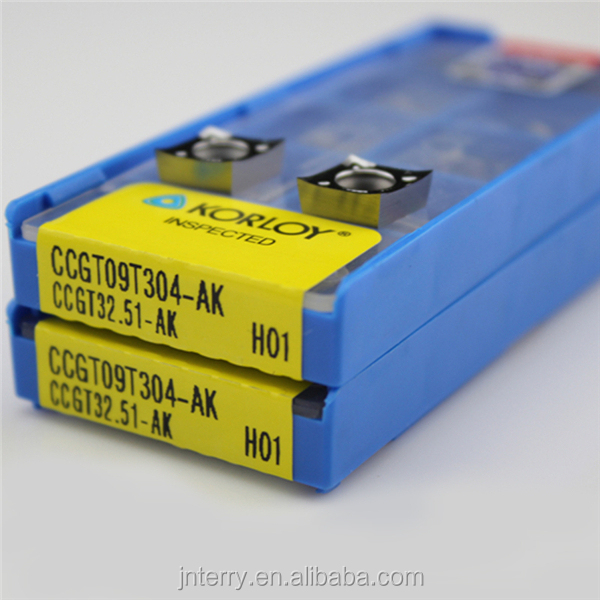 KORLOY®
INSPECTED
CCGT09T304-AK
CCGT32.51-AK
H01
CCGT09T304-AK
CCGT32.51-AK
H01
jnterry.en.alibaba.com